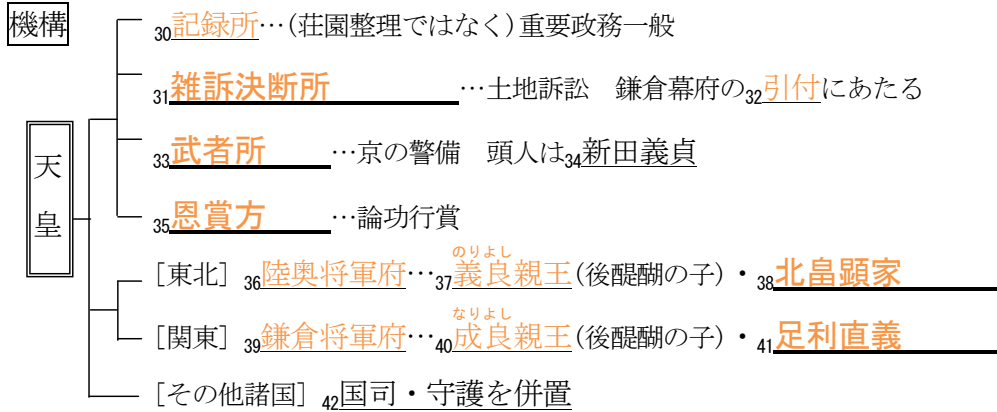 機構
30記録所…(荘園整理ではなく)重要政務一般
31雑訴決断所…土地訴訟 鎌倉幕府の32引付にあたる
33武者所…京の警備 頭人は34新田義貞
天皇
35恩賞方…論功行賞
のりよし
[東北] 36陸奥将軍府…37義良親王(後醍醐の子)・38北畠顕家
なりよし
[関東] 39鎌倉将軍府…40成良親王(後醍醐の子)・41足利直義
[その他諸国] 42国司・守護を併置